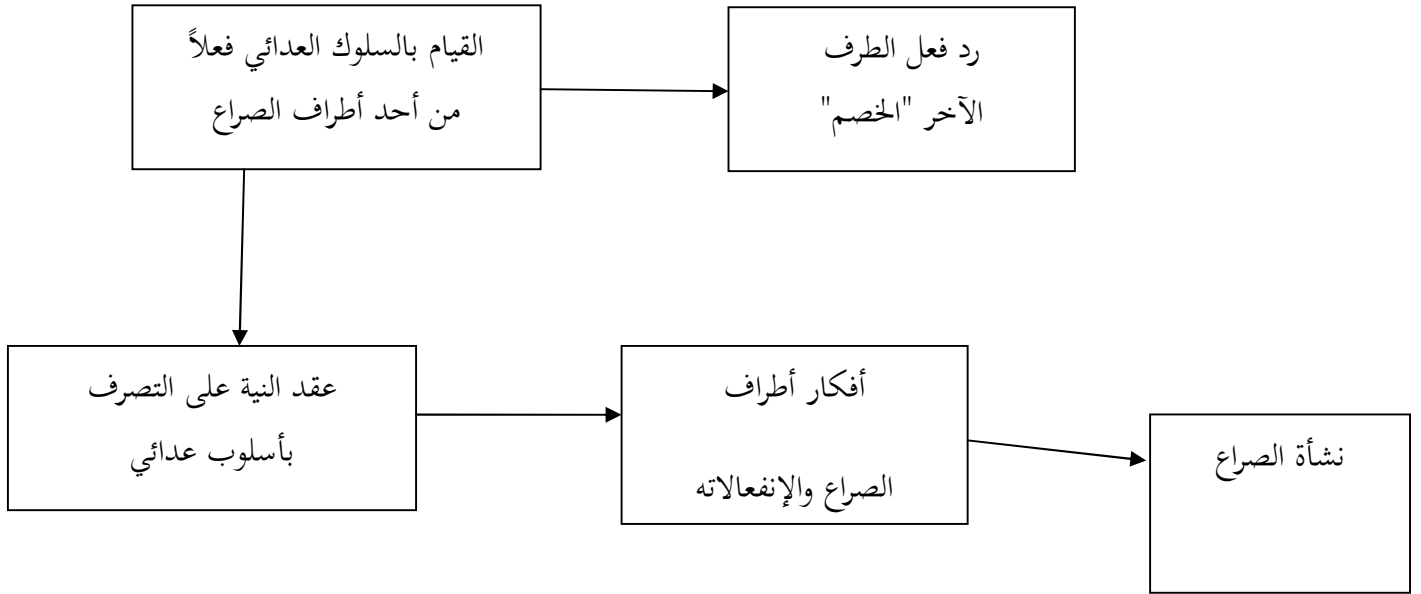 القيام بالسلوك العدائي فعلاً
من أحد أطراف الصراع
رد فعل الطرف
الآخر "الخصم"
عقد النية على التصرف
بأسلوب عدائي
أفكار أطراف
الصراع والإنفعالاته
نشأة الصراع